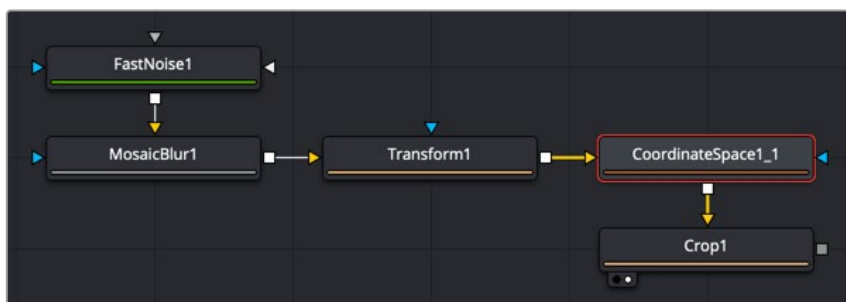 FastNoise1
MosaicBlur1
Transform1
CoordinateSpace1_1
Crop1